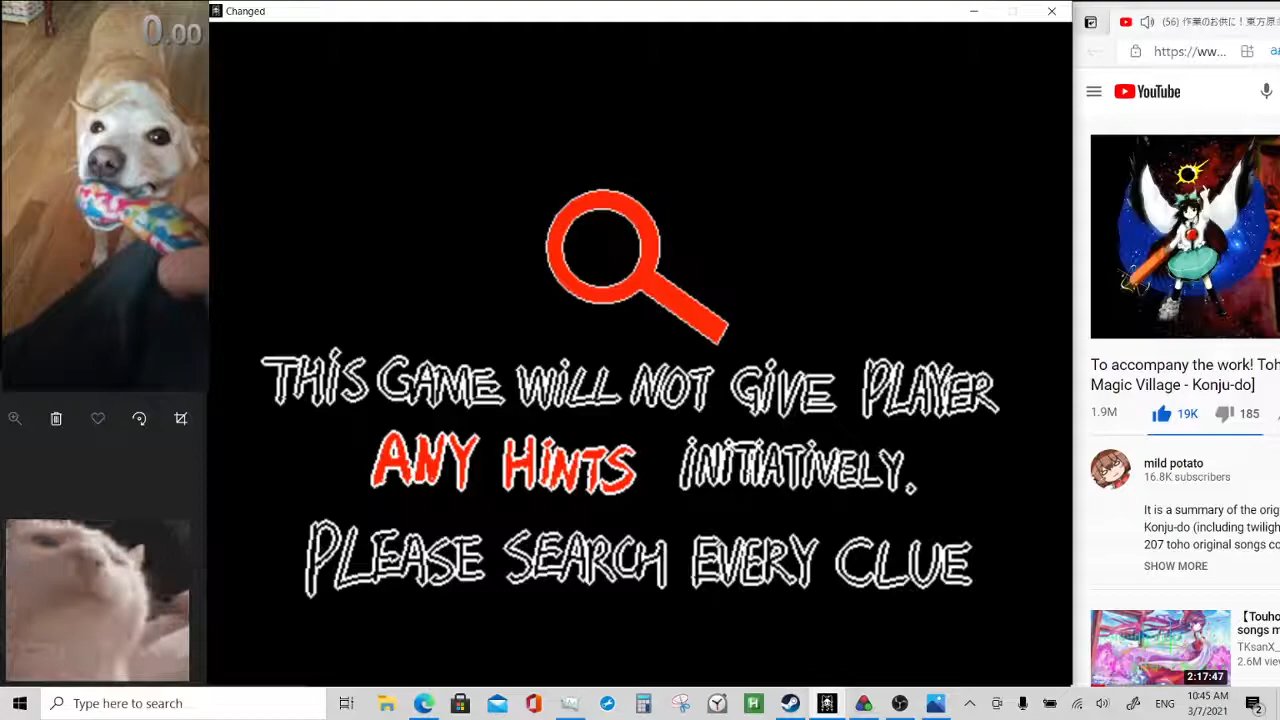 Changed
0.00
(56) 作業のお供に！東方原
https://ww...
YouTube
THIS GAME WILL NOT GIVE PLAYER
ANY HINTS INITIATIVELY.
PLEASE SEARCH EVERY CLUE
To accompany the work! Toh
Magic Village - Konju-do]
1.9M 19K 185
mild potato
16.8K subscribers
It is a summary of the orig
Konju-do (including twiligh
207 toho original songs co
SHOW MORE
【Touho
songs m
TKsanX_
2.6M views
2:17:47
Type here to search
ENG
10:45 AM
3/7/2021
2